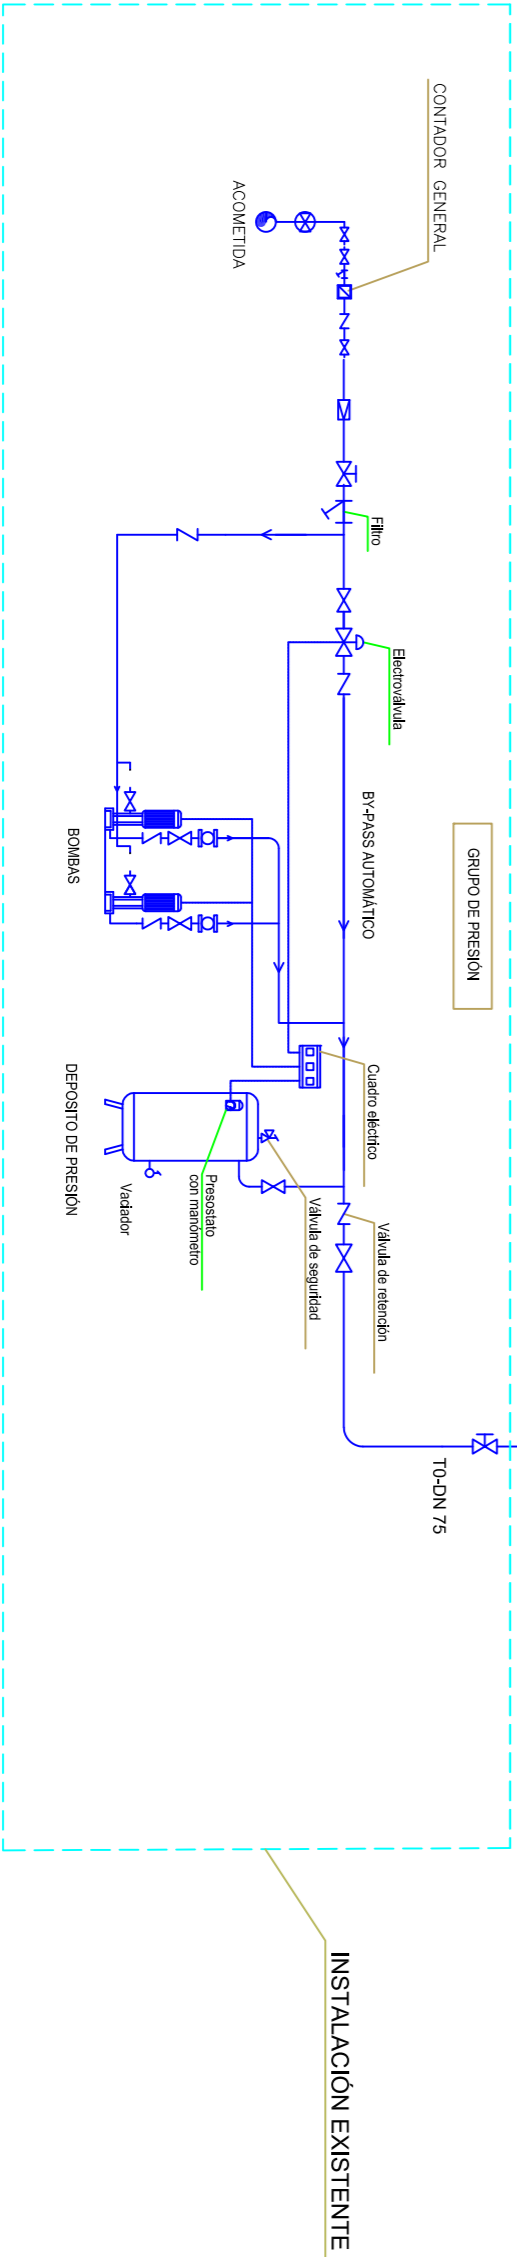 CONTADOR GENERAL
ACOMETIDA
Filtro
Electroválvula
BY-PASS AUTOMÁTICO
GRUPO DE PRESIÓN
BOMBAS
Cuadro eléctrico
DEPOSITO DE PRESIÓN
Vaciador
Presostato
con manómetro
Válvula de seguridad
Válvula de retención
T0-DN 75
INSTALACIÓN EXISTENTE